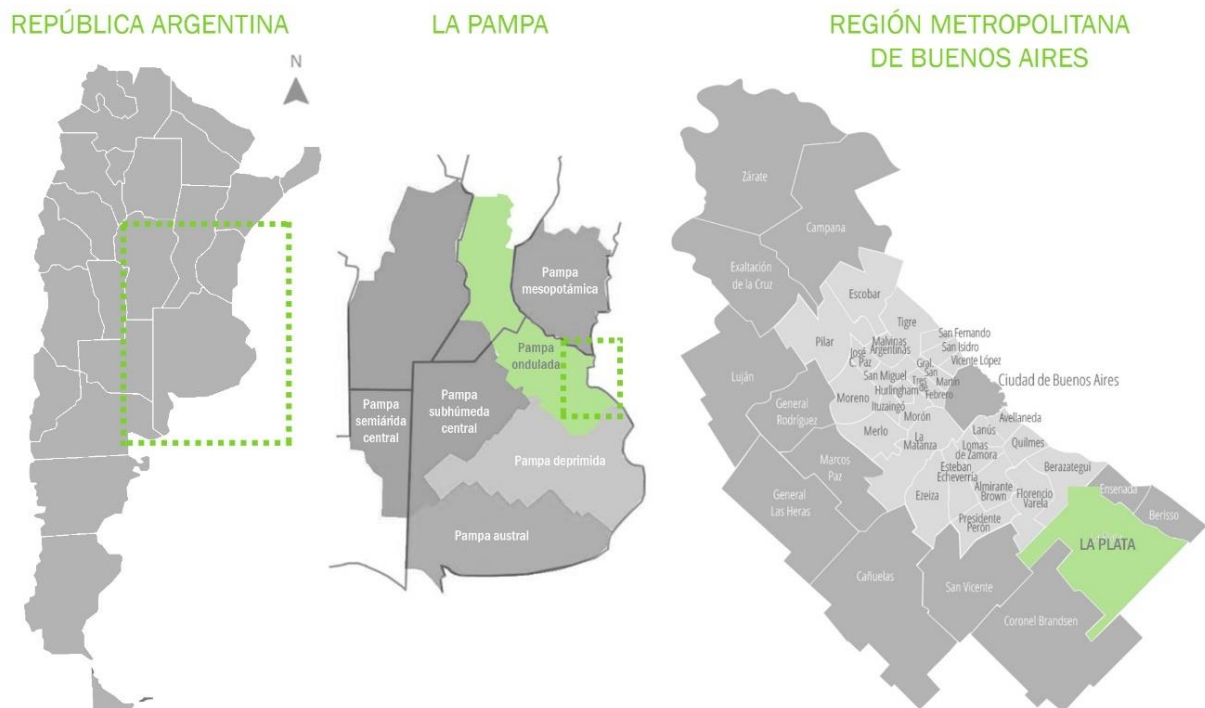 REPÚBLICA ARGENTINA
N
LA PAMPA
Pampa
mesopotámica
Pampa
ondulada
Pampa
semiárida
central
Pampa
subhúmeda
central
Pampa deprimida
Pampa austral
REGIÓN METROPOLITANA
DE BUENOS AIRES
Zárate
Campana
Exaltación
de la Cruz
Escobar
Tigre
San Fernando
San Isidro
Vicente López
Pilar
José
C. Paz
Malvinas
Argentinas
Gral.
San
Martín
San Miguel
Tres
de
Febrero
Hurlingham
Ciudad de Buenos Aires
Luján
General
Rodríguez
Moreno
Ituzaingó
Morón
Merlo
La
Matanza
Avellaneda
Lanús
Lomas
de Zamora
Quilmes
Marcos
Paz
Esteban
Echeverría
Berazategui
General
Las Heras
Ezeiza
Almirante
Brown
Florencio
Varela
Ensenada
Berisso
Presidente
Perón
LA PLATA
Cañuelas
San Vicente
Coronel Brandsen